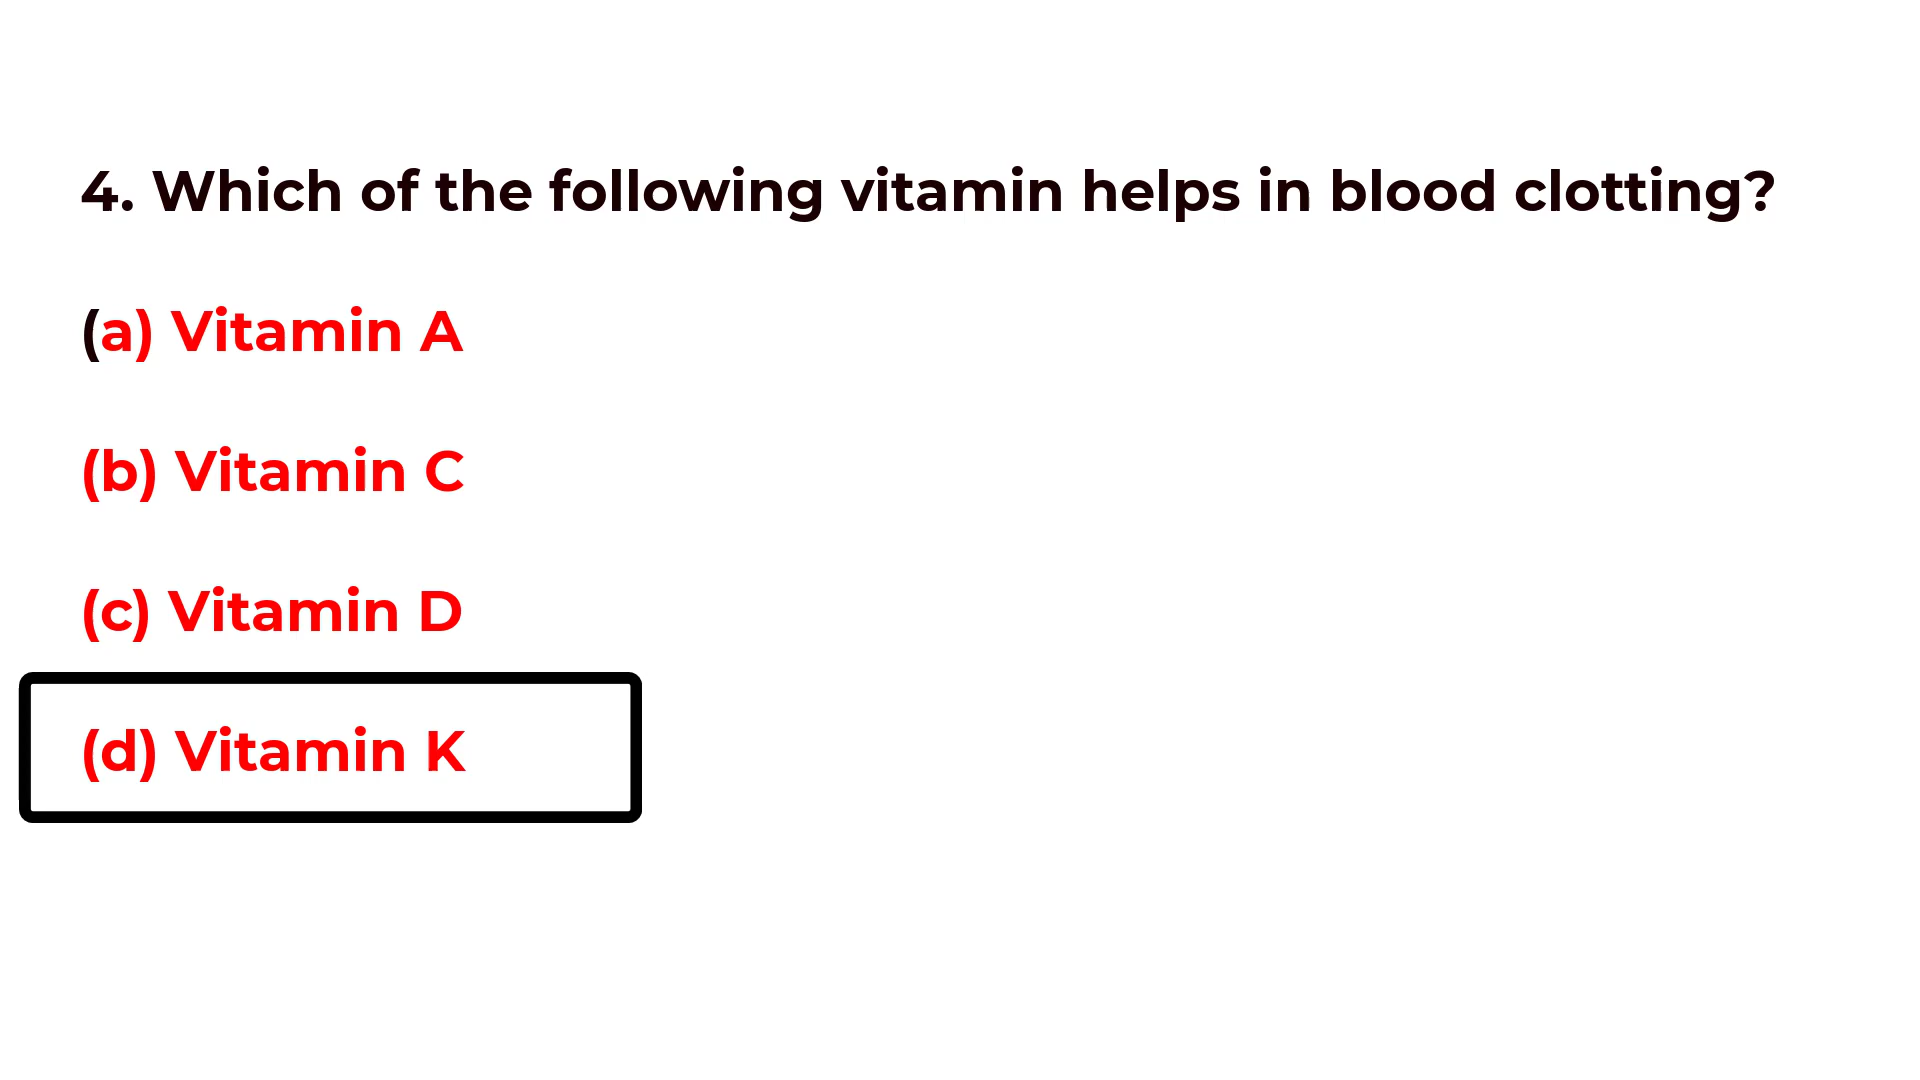 4. Which of the following vitamin helps in blood clotting?
(a) Vitamin A
(b) Vitamin C
(c) Vitamin D
(d) Vitamin K